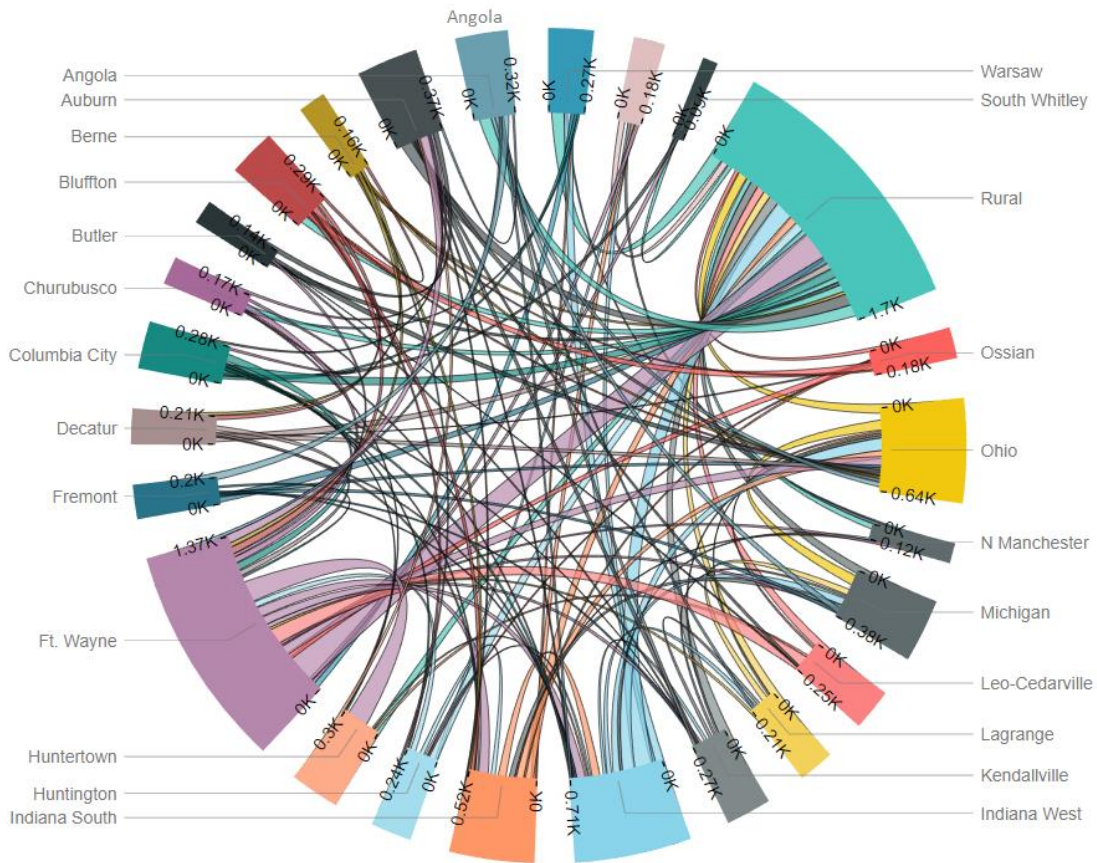 Angola
Angola
Auburn
Berne
Bluffton
Butler
Churubusco
Columbia City
Decatur
Fremont
Ft. Wayne
Huntertown
Huntington
Indiana South
Warsaw
South Whitley
Rural
Ossian
Ohio
N Manchester
Michigan
Leo-Cedarville
Lagrange
Kendallville
Indiana West
0K
0.32K
0K
0.27K
0K
0.18K
0K
0K
1.7K
0K
0.18K
0K
0.64K
0K
0.12K
0K
0.38K
0K
0.25K
0K
0.21K
0K
0.27K
0K
0.71K
0K
0.52K
0K
0.24K
0K
0.3K
0K
1.37K
0K
0.2K
0K
0.21K
0K
0.28K
0K
0.17K
0K
0.14K
0K
0.29K
0K
0.16K
0K
0.37K